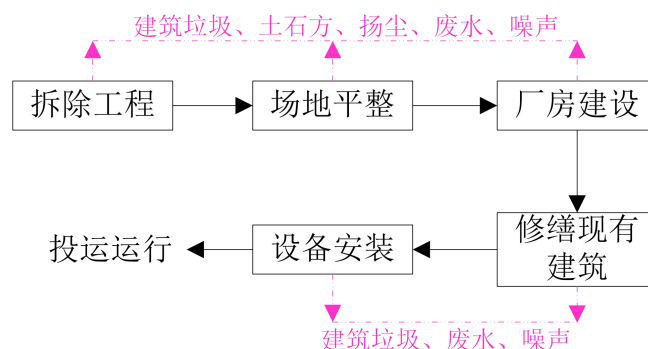 建筑垃圾、土石方、扬尘、废水、噪声
拆除工程
场地平整
厂房建设
修缮现有
建筑
设备安装
投运运行
建筑垃圾、废水、噪声